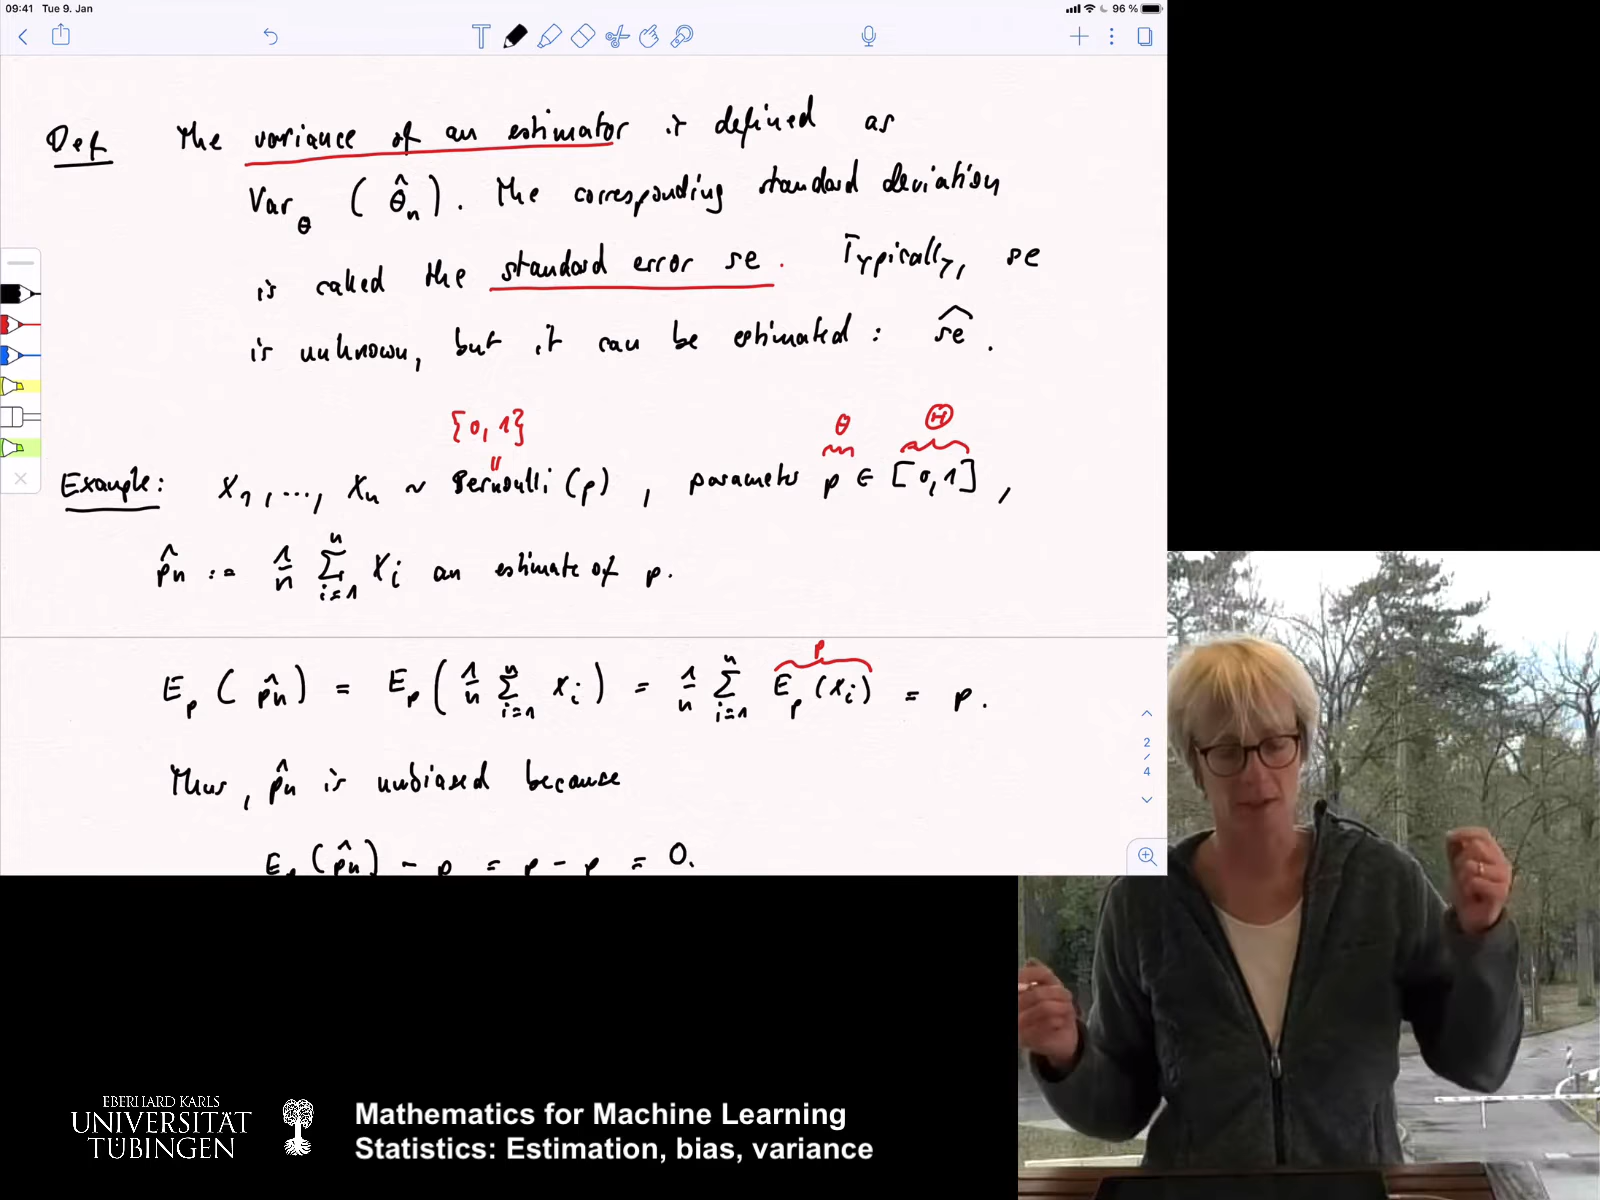 09:41 Tue 9. Jan
96 %
Def The variance of an estimator is defined as
Var_θ ( θ̂_n ). The corresponding standard deviation
is called the standard error se. Typically, se
is unknown, but it can be estimated: ŝe.
{0, 1}
θ Θ
Example: X_1, ..., X_n ~ Bernoulli (p), parameter p ∈ [0, 1],
p̂_n := 1/n ∑_{i=1}^n X_i an estimate of p.
p
E_p ( p̂_n ) = E_p ( 1/n ∑_{i=1}^n X_i ) = 1/n ∑_{i=1}^n E_p (X_i) = p.
Thus, p̂_n is unbiased because
E_p ( p̂_n ) - p = p - p = 0.
2
/
4
EBERHARD KARLS
UNIVERSITÄT
TÜBINGEN
Mathematics for Machine Learning
Statistics: Estimation, bias, variance